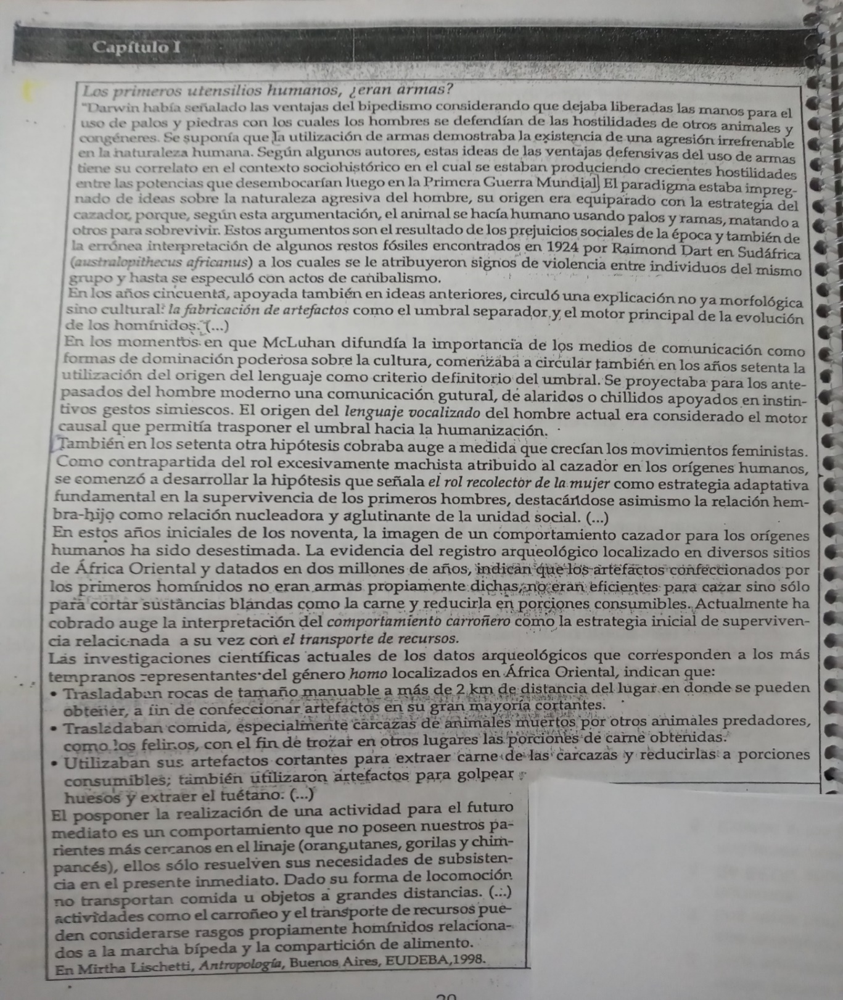 Capítulo I
Los primeros utensilios humanos, ¿eran armas?
"Darwin había señalado las ventajas del bipedismo considerando que dejaba liberadas las manos para el
uso de palos y piedras con los cuales los hombres se defendían de las hostilidades de otros animales y
congéneres. Se suponía que la utilización de armas demostraba la existencia de una agresión irrefrenable
en la naturaleza humana. Según algunos autores, estas ideas de las ventajas defensivas del uso de armas
tiene su correlato en el contexto sociohistórico en el cual se estaban produciendo crecientes hostilidades
entre las potencias que desembocarían luego en la Primera Guerra Mundial. El paradigma estaba impreg-
nado de ideas sobre la naturaleza agresiva del hombre, su origen era equiparado con la estrategia del
cazador, porque, según esta argumentación, el animal se hacía humano usando palos y ramas, matando a
otros para sobrevivir. Estos argumentos son el resultado de los prejuicios sociales de la época y también de
la errónea interpretación de algunos restos fósiles encontrados en 1924 por Raimond Dart en Sudáfrica
(australopithecus africanus) a los cuales se le atribuyeron signos de violencia entre individuos del mismo
grupo y hasta se especuló con actos de canibalismo.
En los años cincuenta, apoyada también en ideas anteriores, circuló una explicación no ya morfológica
sino cultural: la fabricación de artefactos como el umbral separador y el motor principal de la evolución
de los homínidos. (...)
En los momentos en que McLuhan difundía la importancia de los medios de comunicación como
formas de dominación poderosa sobre la cultura, comenzaba a circular también en los años setenta la
utilización del origen del lenguaje como criterio definitorio del umbral. Se proyectaba para los ante-
pasados del hombre moderno una comunicación gutural, de alaridos o chillidos apoyados en instin-
tivos gestos simiescos. El origen del lenguaje vocalizado del hombre actual era considerado el motor
causal que permitía trasponer el umbral hacia la humanización.
También en los setenta otra hipótesis cobraba auge a medida que crecían los movimientos feministas.
Como contrapartida del rol excesivamente machista atribuido al cazador en los orígenes humanos,
se comenzó a desarrollar la hipótesis que señala el rol recolector de la mujer como estrategia adaptativa
fundamental en la supervivencia de los primeros hombres, destacándose asimismo la relación hem-
bra-hijo como relación nucleadora y aglutinante de la unidad social. (...)
En estos años iniciales de los noventa, la imagen de un comportamiento cazador para los orígenes
humanos ha sido desestimada. La evidencia del registro arqueológico localizado en diversos sitios
de África Oriental y datados en dos millones de años, indican que los artefactos confeccionados por
los primeros homínidos no eran armas propiamente dichas, no eran eficientes para cazar sino sólo
para cortar sustancias blandas como la carne y reducirla en porciones consumibles. Actualmente ha
cobrado auge la interpretación del comportamiento carroñero como la estrategia inicial de superviven-
cia relacionada a su vez con el transporte de recursos.
Las investigaciones científicas actuales de los datos arqueológicos que corresponden a los más
tempranos representantes del género homo localizados en África Oriental, indican que:
• Trasladaban rocas de tamaño manuable a más de 2 km de distancia del lugar en donde se pueden
obtener, a fin de confeccionar artefactos en su gran mayoría cortantes.
• Trasladaban comida, especialmente carcazas de animales muertos por otros animales predadores,
como los felinos, con el fin de trozar en otros lugares las porciones de carne obtenidas.
• Utilizaban sus artefactos cortantes para extraer carne de las carcazas y reducirlas a porciones
consumibles; también utilizaron artefactos para golpear
huesos y extraer el tuétano. (...)
El posponer la realización de una actividad para el futuro
mediato es un comportamiento que no poseen nuestros pa-
rientes más cercanos en el linaje (orangutanes, gorilas y chim-
pancés), ellos sólo resuelven sus necesidades de subsisten-
cia en el presente inmediato. Dado su forma de locomoción
no transportan comida u objetos a grandes distancias. (...)
actividades como el carroñeo y el transporte de recursos pue-
den considerarse rasgos propiamente homínidos relaciona-
dos a la marcha bípeda y la compartición de alimento.
En Mirtha Lischetti, Antropología, Buenos Aires, EUDEBA,1998.